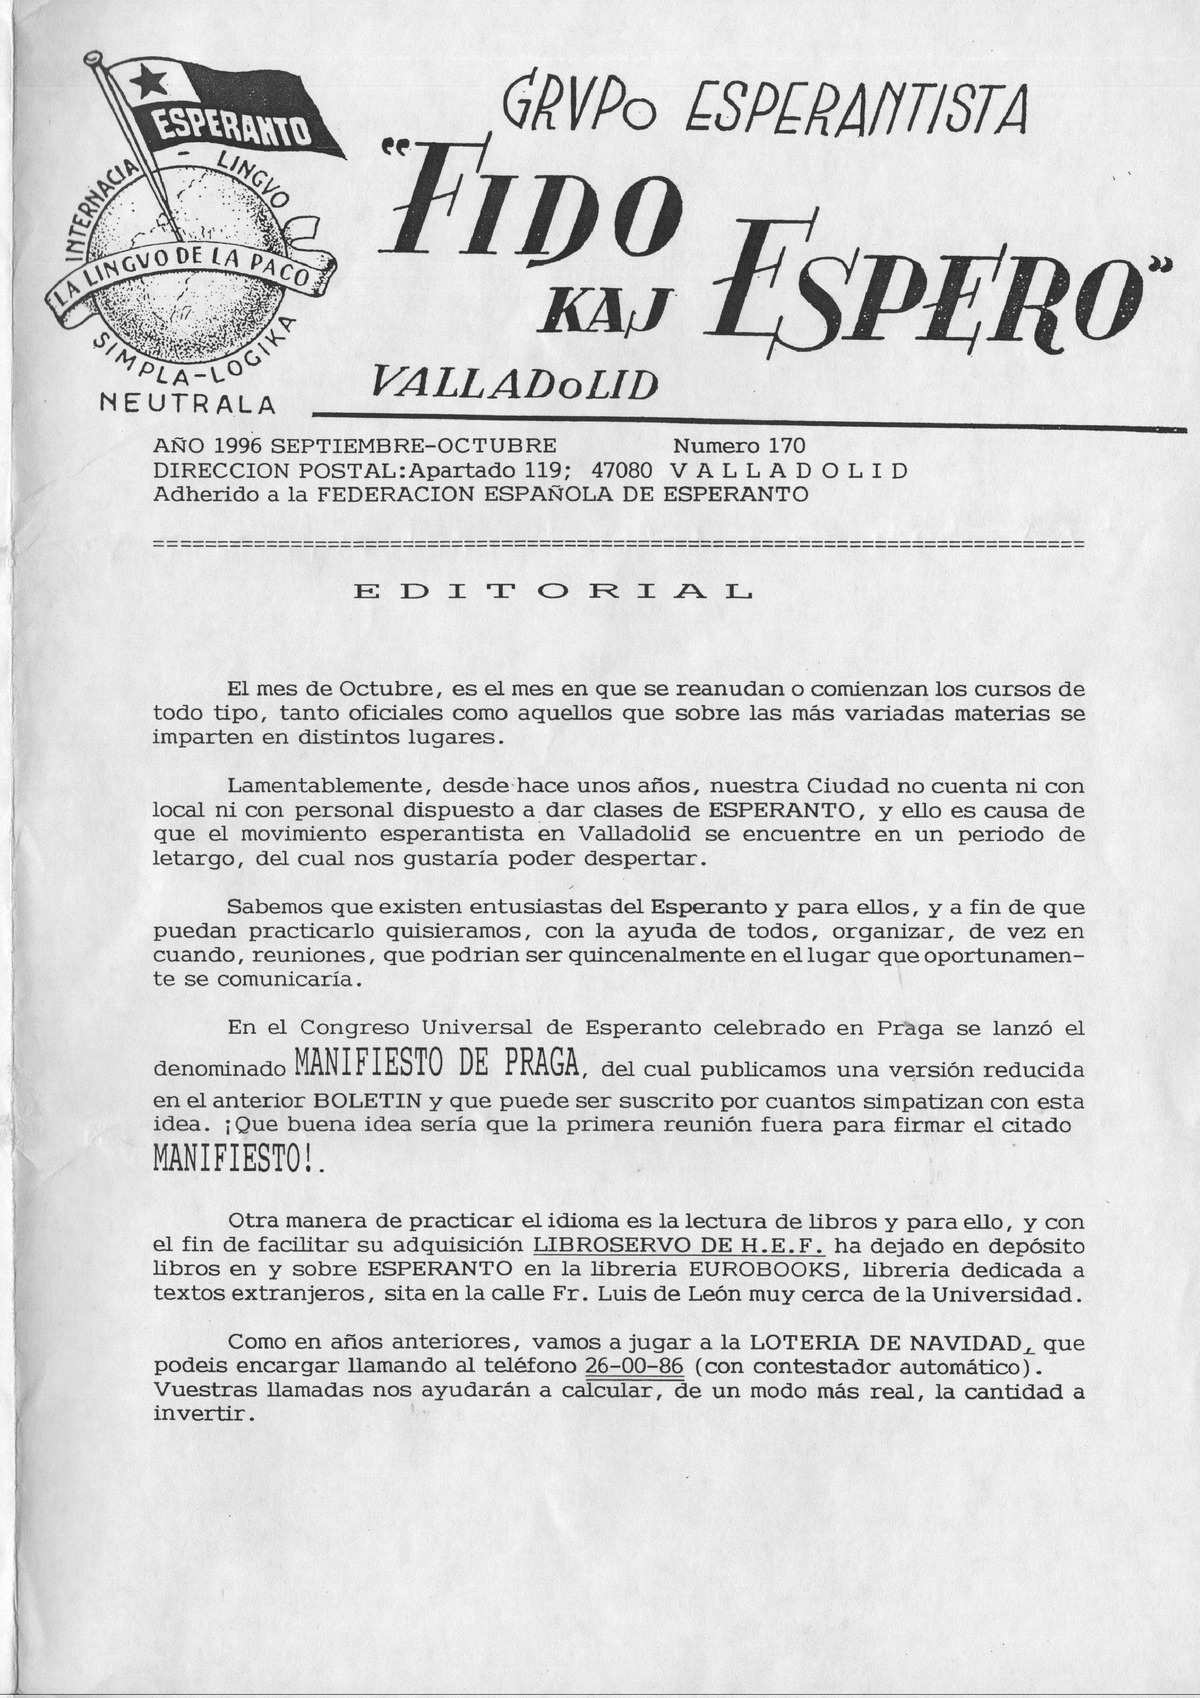 ESPERANTO
INTERNACIA - LINGVO
LA LINGVO DE LA PACO
SIMPLA-LOGIKA
NEUTRALA
GRVPo ESPERANTISTA
"FIDO
KAJ ESPERO"
VALLADoLID
AÑO 1996 SEPTIEMBRE-OCTUBRE Numero 170
DIRECCION POSTAL:Apartado 119; 47080 V A L L A D O L I D
Adherido a la FEDERACION ESPAÑOLA DE ESPERANTO
================================================================================
E D I T O R I A L
El mes de Octubre, es el mes en que se reanudan o comienzan los cursos de
todo tipo, tanto oficiales como aquellos que sobre las más variadas materias se
imparten en distintos lugares.
Lamentablemente, desde hace unos años, nuestra Ciudad no cuenta ni con
local ni con personal dispuesto a dar clases de ESPERANTO, y ello es causa de
que el movimiento esperantista en Valladolid se encuentre en un periodo de
letargo, del cual nos gustaría poder despertar.
Sabemos que existen entusiastas del Esperanto y para ellos, y a fin de que
puedan practicarlo quisieramos, con la ayuda de todos, organizar, de vez en
cuando, reuniones, que podrian ser quincenalmente en el lugar que oportunamen-
te se comunicaría.
En el Congreso Universal de Esperanto celebrado en Praga se lanzó el
denominado MANIFIESTO DE PRAGA, del cual publicamos una versión reducida
en el anterior BOLETIN y que puede ser suscrito por cuantos simpatizan con esta
idea. ¡Que buena idea sería que la primera reunión fuera para firmar el citado
MANIFIESTO!.
Otra manera de practicar el idioma es la lectura de libros y para ello, y con
el fin de facilitar su adquisición LIBROSERVO DE H.E.F. ha dejado en depósito
libros en y sobre ESPERANTO en la libreria EUROBOOKS, libreria dedicada a
textos extranjeros, sita en la calle Fr. Luis de León muy cerca de la Universidad.
Como en años anteriores, vamos a jugar a la LOTERIA DE NAVIDAD, que
podeis encargar llamando al teléfono 26-00-86 (con contestador automático).
Vuestras llamadas nos ayudarán a calcular, de un modo más real, la cantidad a
invertir.